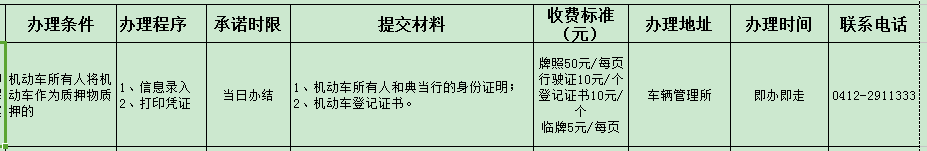 办理条件 办理程序 承诺时限 提交材料 收费标准（元） 办理地址 办理时间 联系电话
机动车所有人将机动车作为质押物质押的
1、信息录入
2、打印凭证
当日办结
1、机动车所有人和典当行的身份证明；
2、机动车登记证书。
牌照50元/每页
行驶证10元/个
登记证书10元/个
临牌5元/每页
车辆管理所
即办即走
0412-2911333